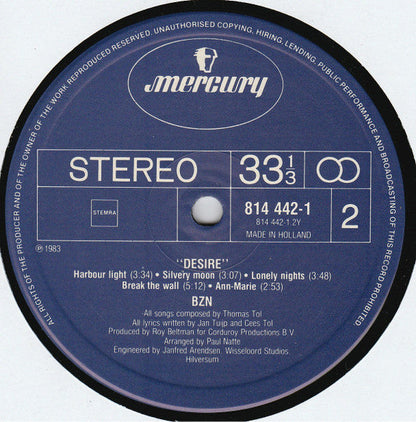 ALL RIGHTS OF THE PRODUCER AND OF THE OWNER OF THE WORK REPRODUCED RESERVED. UNAUTHORISED COPYING, HIRING, LENDING, PUBLIC PERFORMANCE AND BROADCASTING OF THIS RECORD PROHIBITED.
mercury
STEREO
33 1/3
STEMRA
814 442-1
814 442-1 2Y
MADE IN HOLLAND
2
℗ 1983
"DESIRE"
Harbour light (3:34) • Silvery moon (3:07) • Lonely nights (3:48)
Break the wall (5:12) • Ann-Marie (2:53)
BZN
All songs composed by Thomas Tol
All lyrics written by Jan Tuijp and Cees Tol
Produced by Roy Beltman for Corduroy Productions B.V.
Arranged by Paul Natte
Engineered by Janfred Arendsen. Wisseloord Studios.
Hilversum